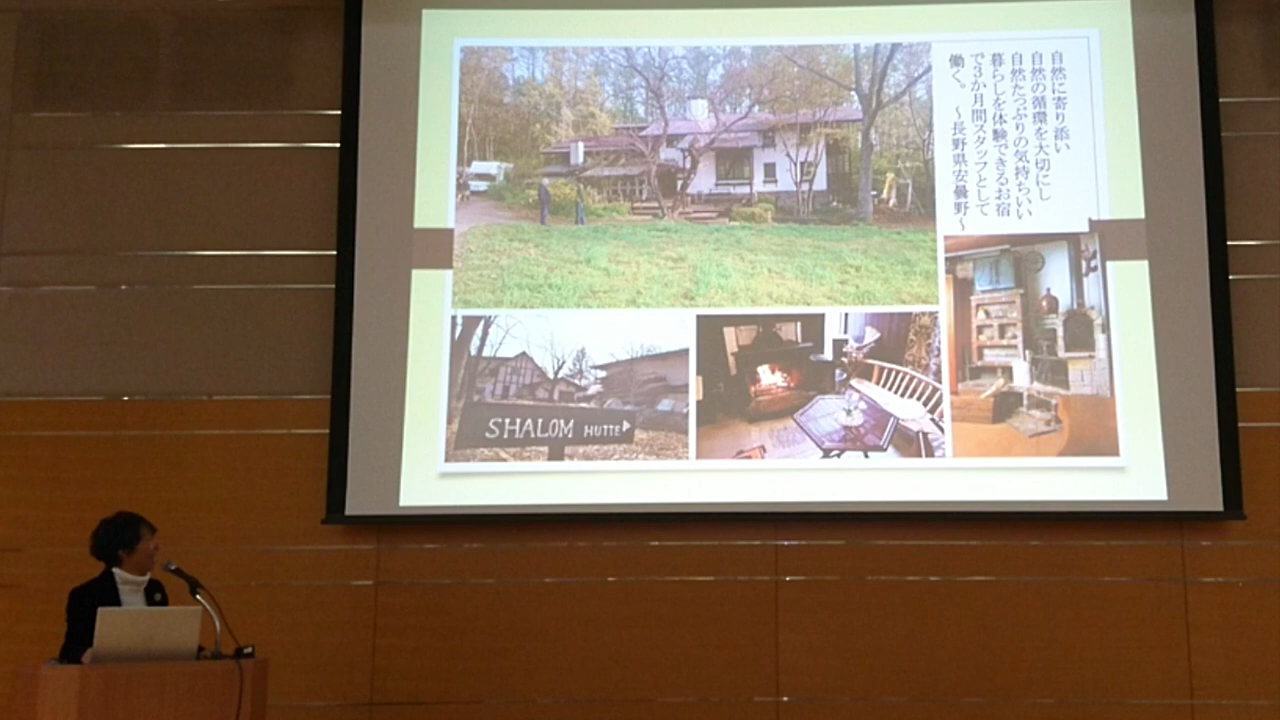 自然に寄り添い
自然の循環を大切にし
自然たっぷりの気持ちいい
暮らしを体験できるお宿
で3か月間スタッフとして
働く。 ~長野県安曇野~
SHALOM HUTTE